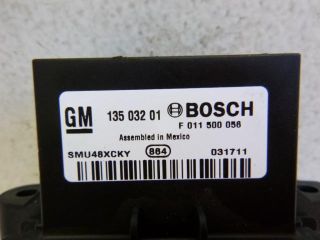 GM 135 032 01 BOSCH
F 011 500 056
Assembled in Mexico
SMU48XCKY 864 031711